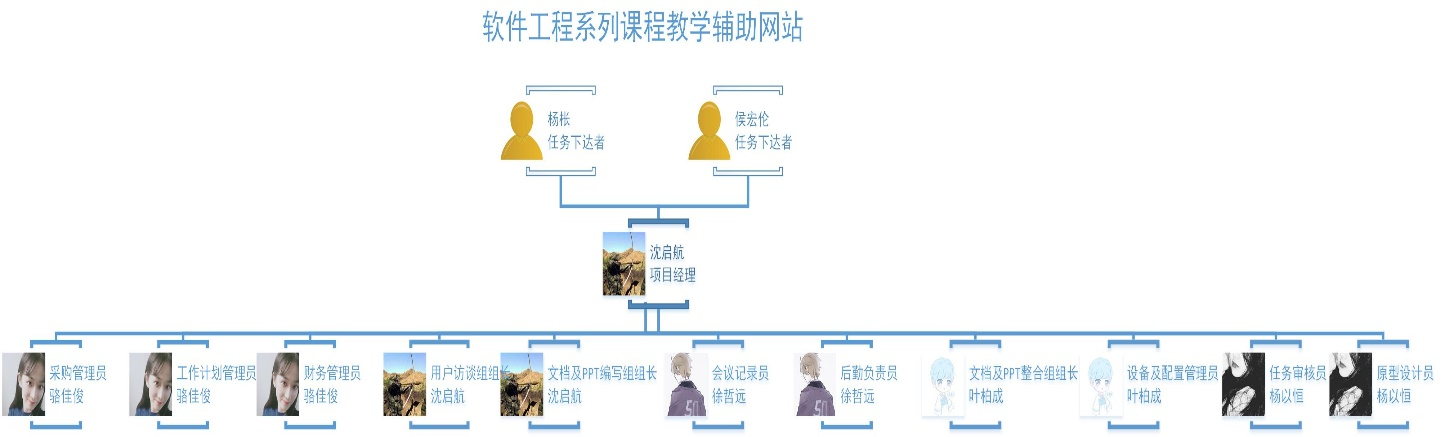 软件工程系列课程教学辅助网站
杨枨
任务下达者
侯宏伦
任务下达者
沈启航
项目经理
采购管理员
骆佳俊
工作计划管理员
骆佳俊
财务管理员
骆佳俊
用户访谈组组长
沈启航
文档及PPT编写组组长
沈启航
会议记录员
徐哲远
后勤负责员
徐哲远
文档及PPT整合组组长
叶柏成
设备及配置管理员
叶柏成
任务审核员
杨以恒
原型设计员
杨以恒